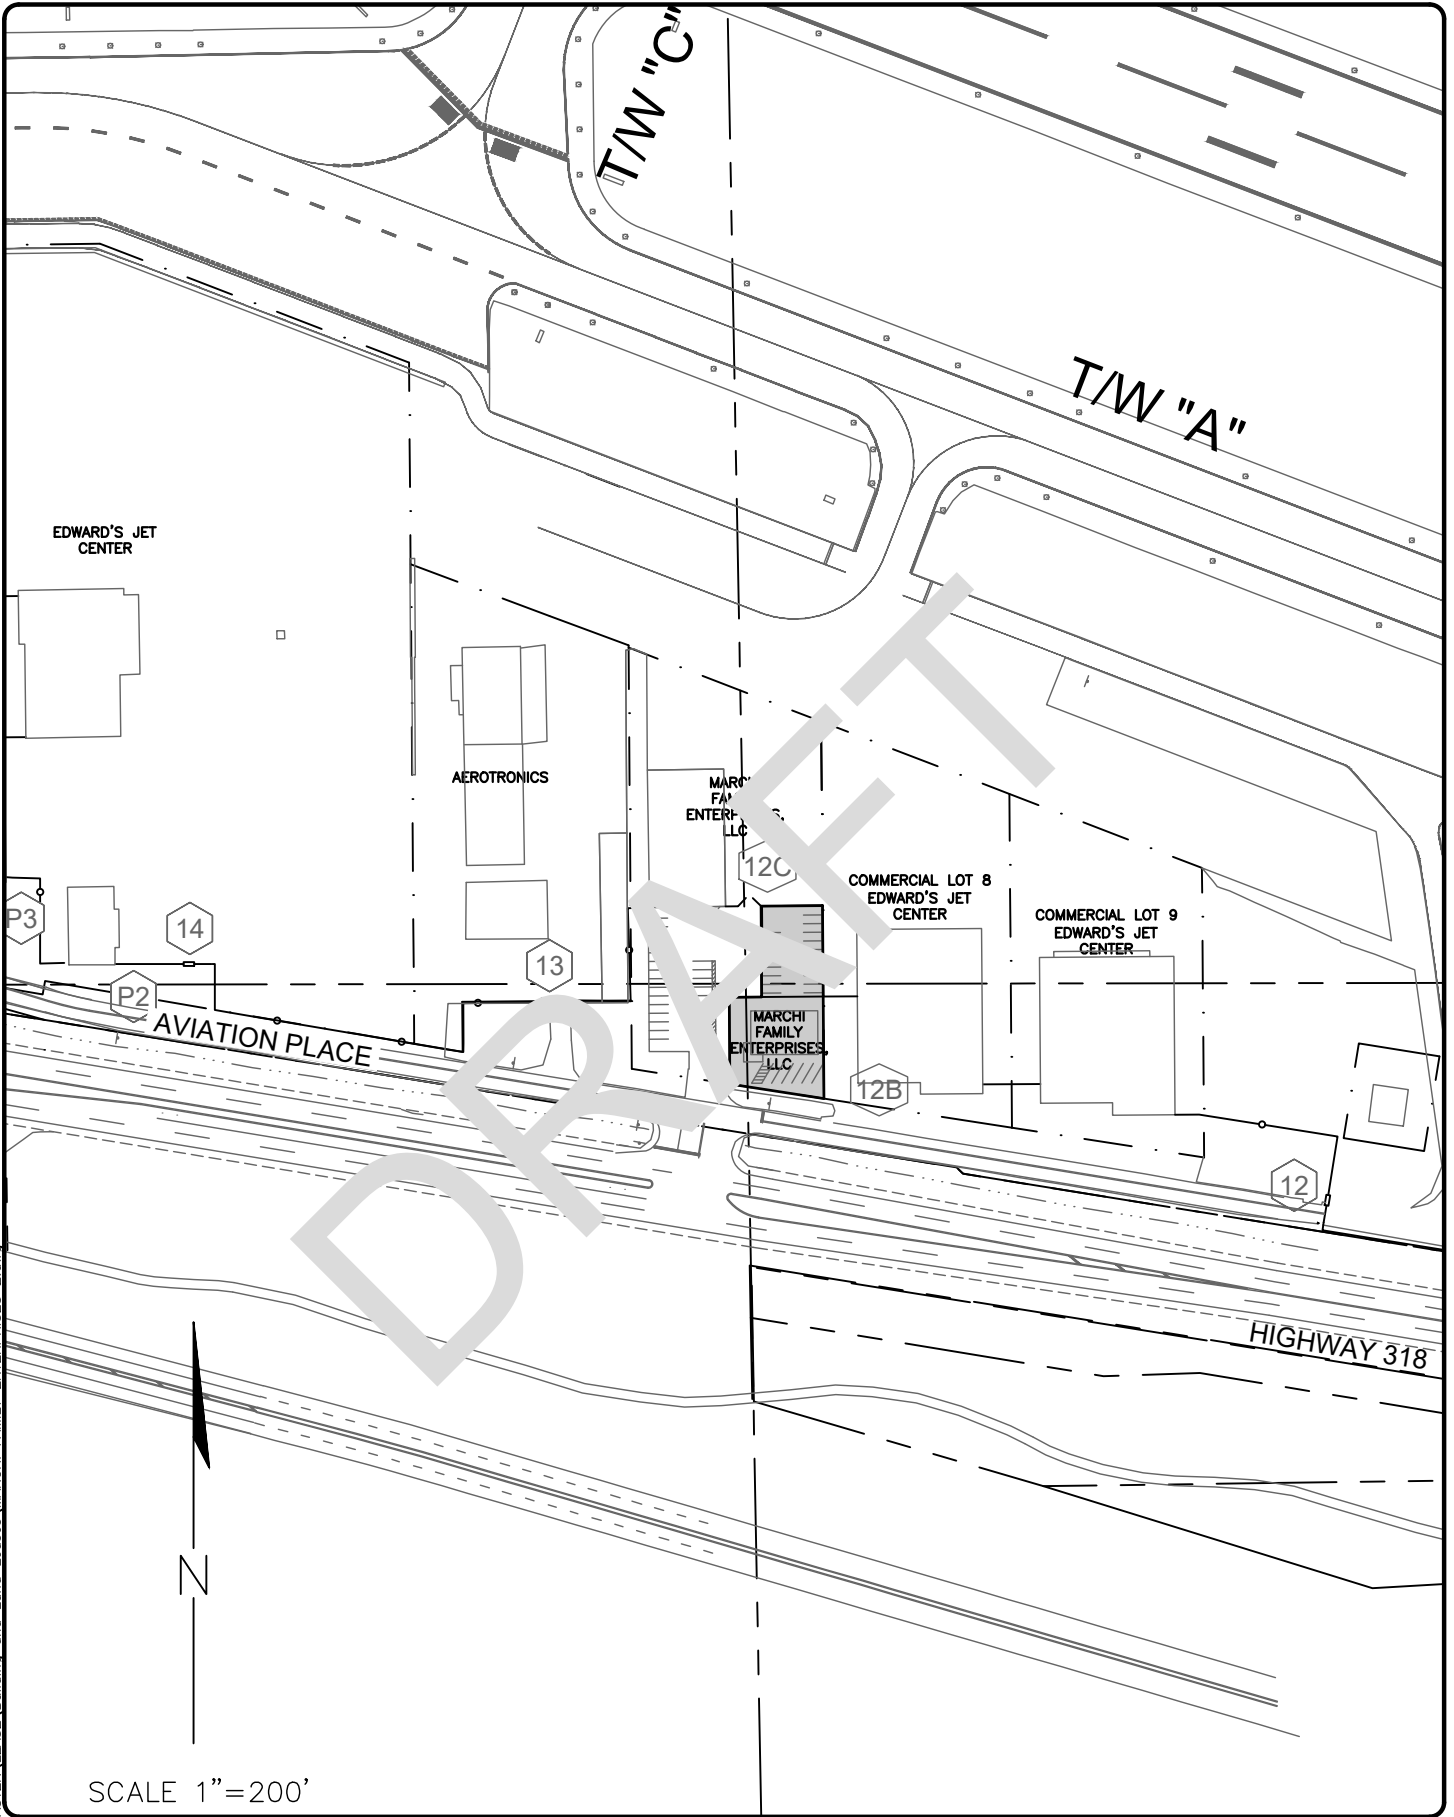 T/W "C"
T/W "A"
EDWARD'S JET
CENTER
AEROTRONICS
MARCHI
FAMILY
ENTERPRISES,
LLC
12C
COMMERCIAL LOT 8
EDWARD'S JET
CENTER
COMMERCIAL LOT 9
EDWARD'S JET
CENTER
P3
14
13
P2
AVIATION PLACE
MARCHI
FAMILY
ENTERPRISES,
LLC
12B
12
HIGHWAY 318
DRAFT
N
SCALE 1"=200'